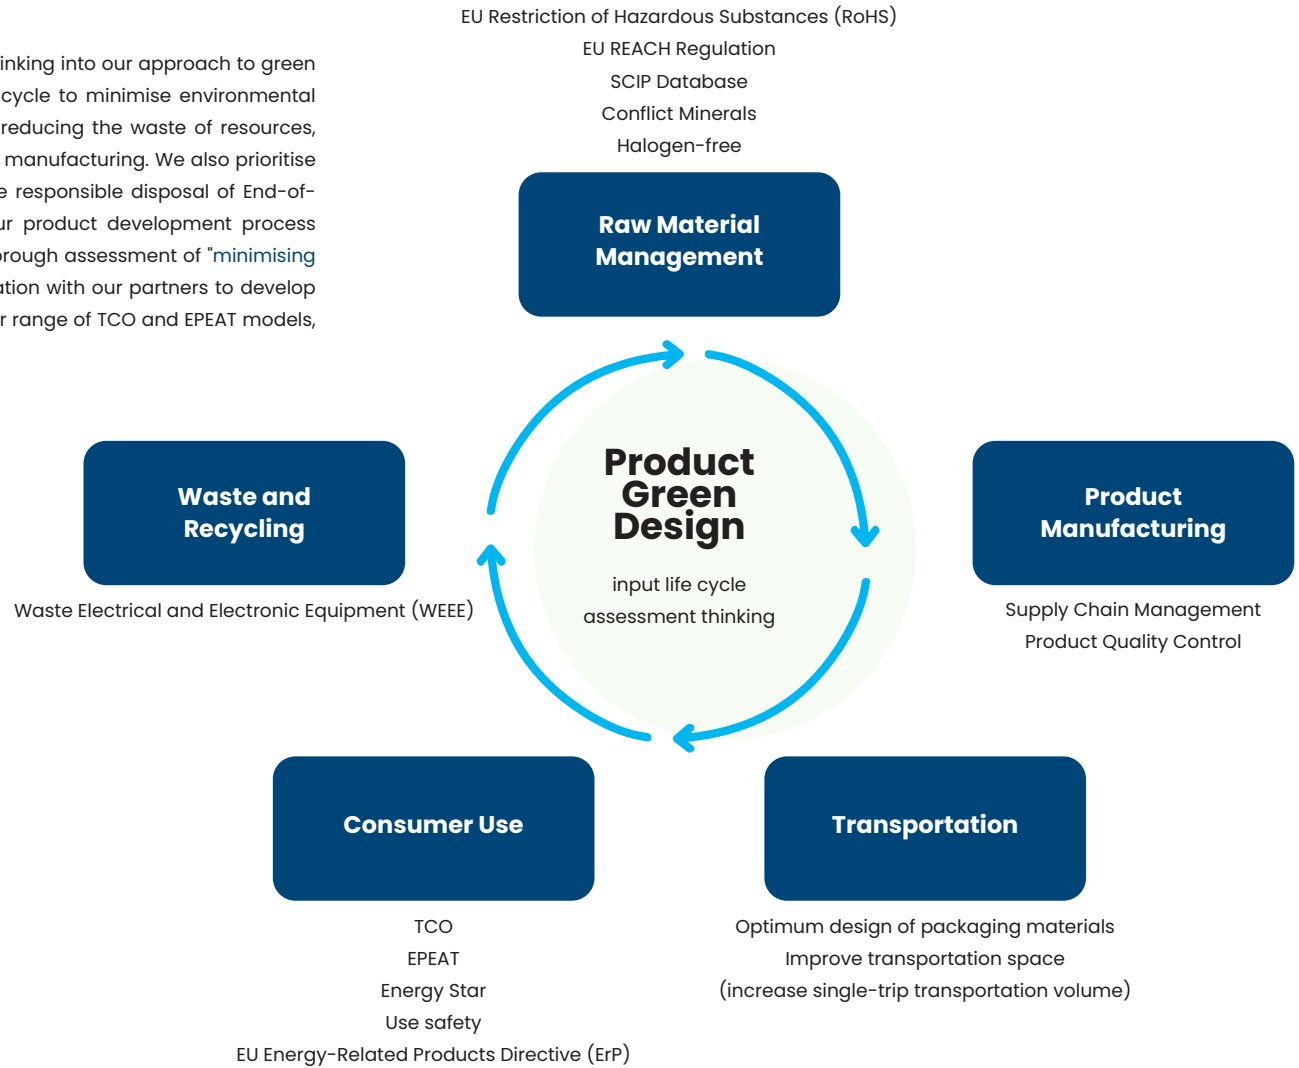 EU Restriction of Hazardous Substances (RoHS)
EU REACH Regulation
SCIP Database
Conflict Minerals
Halogen-free
into our approach to green
cycle to minimise environmental
reducing the waste of resources,
manufacturing. We also prioritise
responsible disposal of End-of-
product development process
assessment of "minimising
with our partners to develop
range of TCO and EPEAT models,
Raw Material
Management
Product
Green
Design
input life cycle
assessment thinking
Waste and
Recycling
Waste Electrical and Electronic Equipment (WEEE)
Product
Manufacturing
Supply Chain Management
Product Quality Control
Consumer Use
TCO
EPEAT
Energy Star
Use safety
EU Energy-Related Products Directive (ErP)
Transportation
Optimum design of packaging materials
Improve transportation space
(increase single-trip transportation volume)